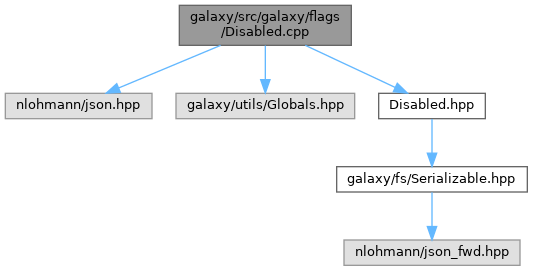 galaxy/src/galaxy/flags
/Disabled.cpp
nlohmann/json.hpp
galaxy/utils/Globals.hpp
Disabled.hpp
galaxy/fs/Serializable.hpp
nlohmann/json_fwd.hpp